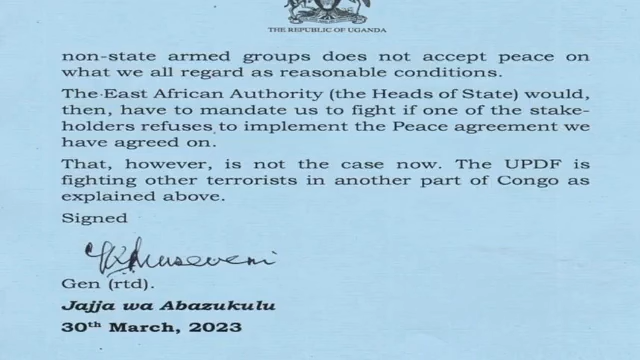 THE REPUBLIC OF UGANDA
non-state armed groups does not accept peace on
what we all regard as reasonable conditions.
The East African Authority (the Heads of State) would,
then, have to mandate us to fight if one of the stake-
holders refuses to implement the Peace agreement we
have agreed on.
That, however, is not the case now. The UPDF is
fighting other terrorists in another part of Congo as
explained above.
Signed
YKMuseveni
Gen (rtd).
Jajja wa Abazukulu
30th March, 2023